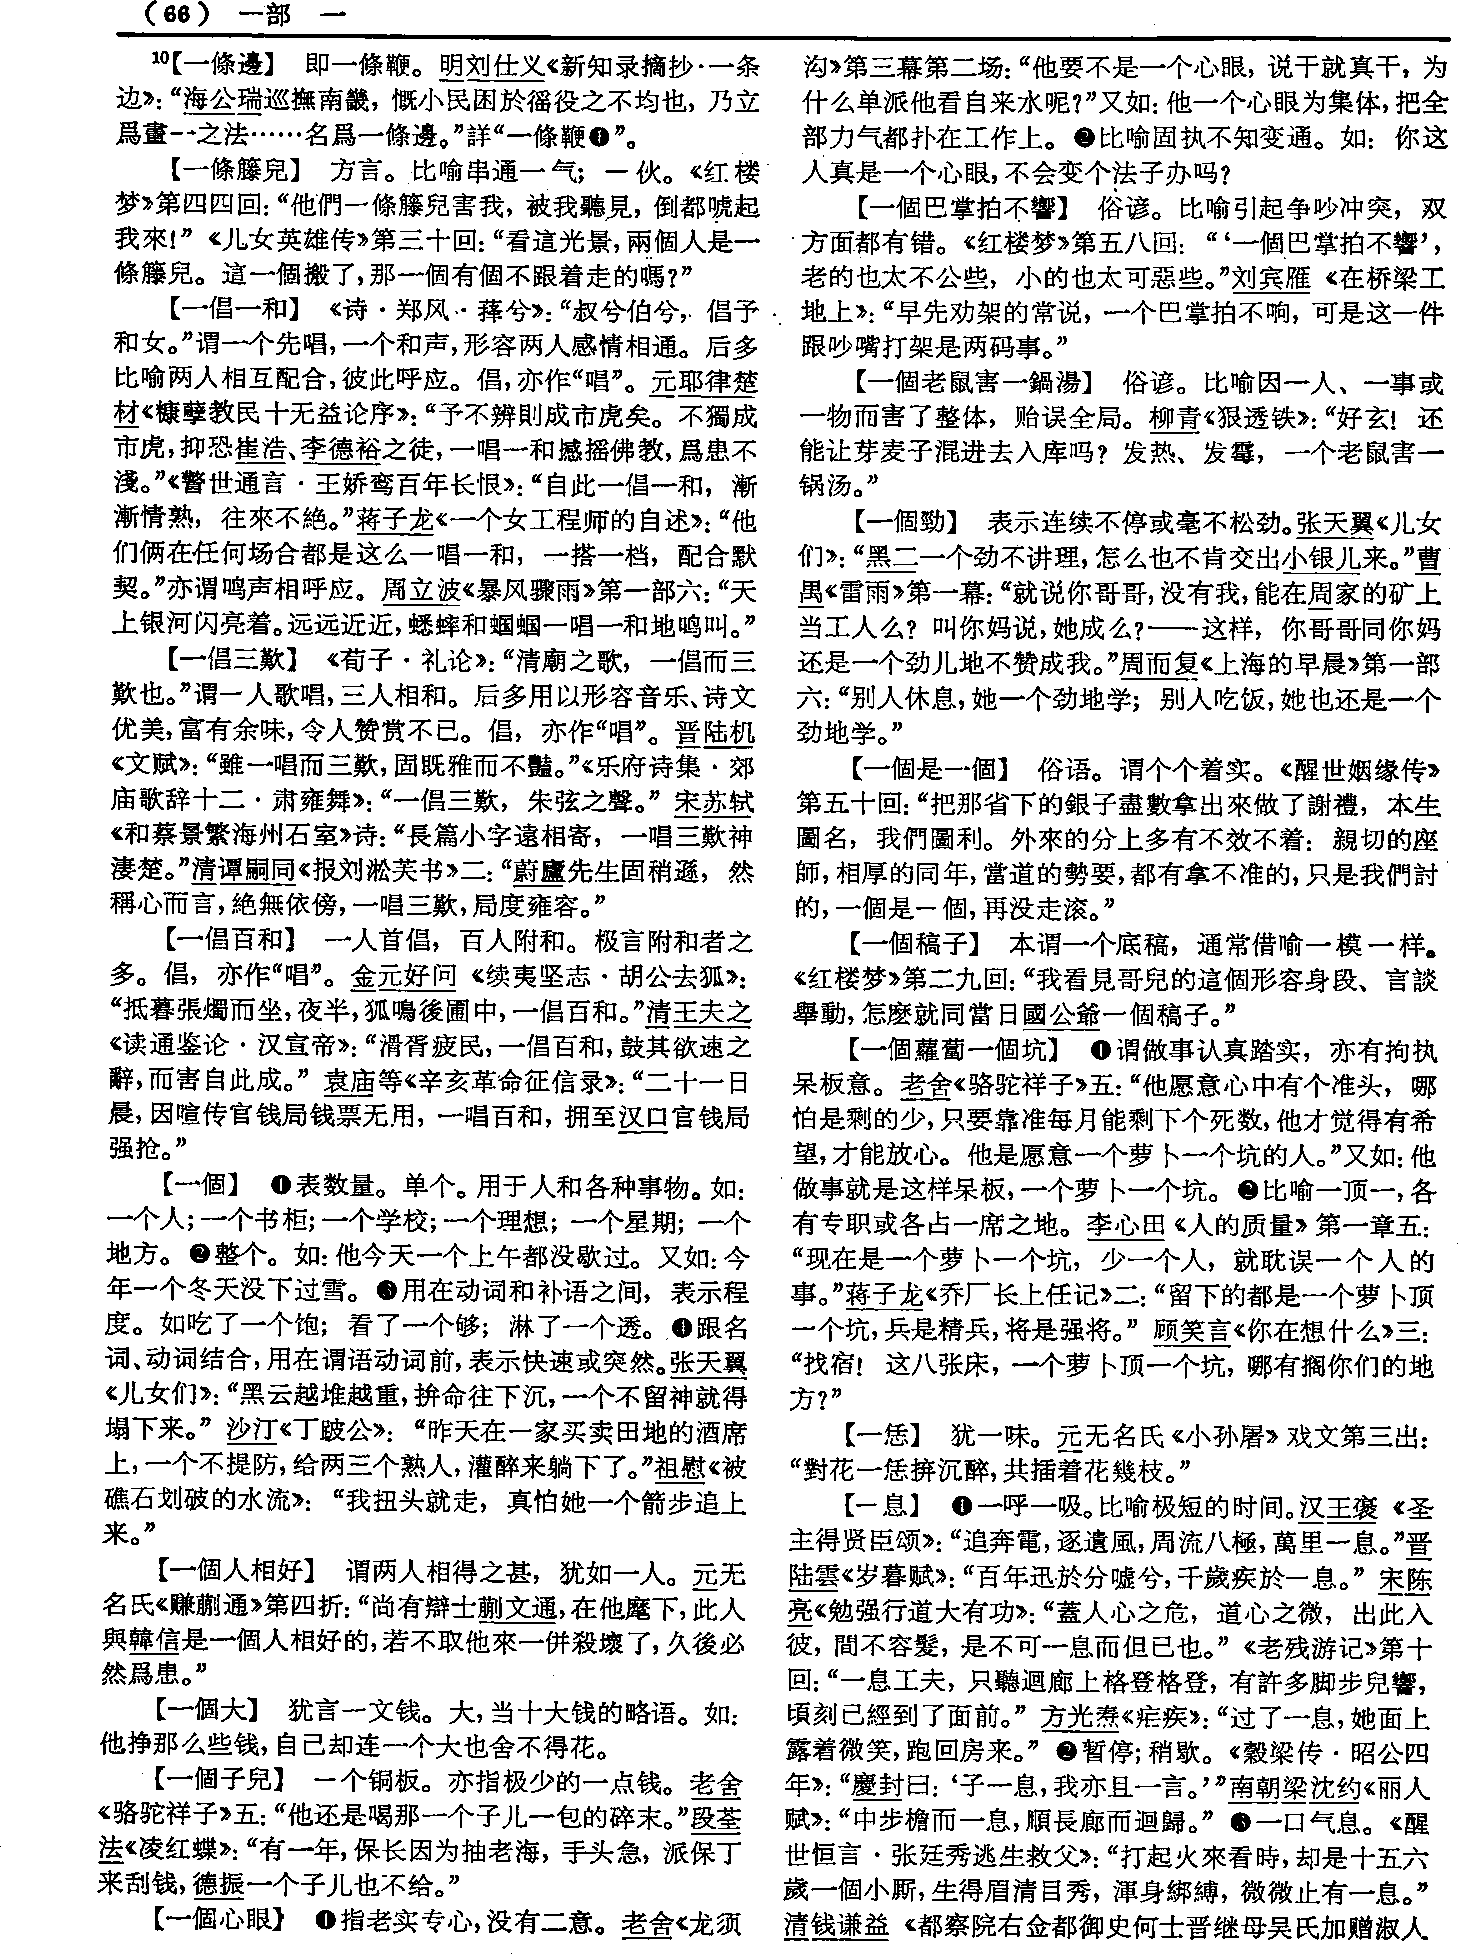 (66) 一部 一
10【一條邊】 即一條鞭。明刘仕义《新知录摘抄·一条
边》：“海公瑞巡撫南畿，慨小民困於徭役之不均也，乃立
爲畫一之法……名爲一條邊。”詳“一條鞭❶”。
【一條籐兒】 方言。比喻串通一气；一伙。《红楼
梦》第四四回：“他們一條籐兒害我，被我聽見，倒都唬起
我來！”《儿女英雄传》第三十回：“看這光景，兩個人是一
條籐兒。這一個搬了，那一個有個不跟着走的嗎？”
【一倡一和】 《诗·郑风·萚兮》：“叔兮伯兮，倡予
和女。”谓一个先唱，一个和声，形容两人感情相通。后多
比喻两人相互配合，彼此呼应。倡，亦作“唱”。元耶律楚
材《糠孽教民十无益论序》：“予不辨則成市虎矣。不獨成
市虎，抑恐崔浩、李德裕之徒，一唱一和撼摇佛教，爲患不
淺。”《警世通言·王娇鸾百年长恨》：“自此一倡一和，漸
漸情熟，往來不絶。”蒋子龙《一个女工程师的自述》：“他
们俩在任何场合都是这么一唱一和，一搭一档，配合默
契。”亦谓鸣声相呼应。周立波《暴风骤雨》第一部六：“天
上银河闪亮着。远远近近，蟋蟀和蝈蝈一唱一和地鸣叫。”
【一倡三歎】 《荀子·礼论》：“清廟之歌，一倡而三
歎也。”谓一人歌唱，三人相和。后多用以形容音乐、诗文
优美，富有余味，令人赞赏不已。倡，亦作“唱”。晋陆机
《文赋》：“雖一唱而三歎，固既雅而不豔。”《乐府诗集·郊
庙歌辞十二·肃雍舞》：“一倡三歎，朱弦之聲。”宋苏轼
《和蔡景繁海州石室》诗：“長篇小字遠相寄，一唱三歎神
淒楚。”清谭嗣同《报刘淞芙书》二：“蔚廬先生固稍遜，然
稱心而言，絶無依傍，一唱三歎，局度雍容。”
【一倡百和】 一人首倡，百人附和。极言附和者之
多。倡，亦作“唱”。金元好问《续夷坚志·胡公去狐》：
“抵暮張燭而坐，夜半，狐鳴後圃中，一倡百和。”清王夫之
《读通鉴论·汉宣帝》：“滑胥疲民，一倡百和，鼓其欲速之
辭，而害自此成。”袁庙等《辛亥革命征信录》：“二十一日
晨，因喧传官钱局钱票无用，一唱百和，拥至汉口官钱局
强抢。”
【一個】 ❶表数量。单个。用于人和各种事物。如：
一个人；一个书柜；一个学校；一个理想；一个星期；一个
地方。❷整个。如：他今天一个上午都没歇过。又如：今
年一个冬天没下过雪。❸用在动词和补语之间，表示程
度。如吃了一个饱；看了一个够；淋了一个透。❹跟名
词、动词结合，用在谓语动词前，表示快速或突然。张天翼
《儿女们》：“黑云越堆越重，拚命往下沉，一个不留神就得
塌下来。”沙汀《丁跛公》：“昨天在一家买卖田地的酒席
上，一个不提防，给两三个熟人，灌醉来躺下了。”祖慰《被
礁石划破的水流》：“我扭头就走，真怕她一个箭步追上
来。”
【一個人相好】 谓两人相得之甚，犹如一人。元无
名氏《赚蒯通》第四折：“尚有辯士蒯文通，在他麾下，此人
與韓信是一個人相好的，若不取他來一併殺壞了，久後必
然爲患。”
【一個大】 犹言一文钱。大，当十大钱的略语。如：
他挣那么些钱，自己却连一个大也舍不得花。
【一個子兒】 一个铜板。亦指极少的一点钱。老舍
《骆驼祥子》五：“他还是喝那一个子儿一包的碎末。”段荃
法《凌红蝶》：“有一年，保长因为抽老海，手头急，派保丁
来刮钱，德振一个子儿也不给。”
【一個心眼】 ❶指老实专心，没有二意。老舍《龙须
沟》第三幕第二场：“他要不是一个心眼，说干就真干，为
什么单派他看自来水呢？”又如：他一个心眼为集体，把全
部力气都扑在工作上。❷比喻固执不知变通。如：你这
人真是一个心眼，不会变个法子办吗？
【一個巴掌拍不響】 俗谚。比喻引起争吵冲突，双
方面都有错。《红楼梦》第五八回：“‘一個巴掌拍不響’，
老的也太不公些，小的也太可惡些。”刘宾雁《在桥梁工
地上》：“早先劝架的常说，一个巴掌拍不响，可是这一件
跟吵嘴打架是两码事。”
【一個老鼠害一鍋湯】 俗谚。比喻因一人、一事或
一物而害了整体，贻误全局。柳青《狠透铁》：“好玄！还
能让芽麦子混进去入库吗？发热、发霉，一个老鼠害一
锅汤。”
【一個勁】 表示连续不停或毫不松劲。张天翼《儿女
们》：“黑二一个劲不讲理，怎么也不肯交出小银儿来。”曹
禺《雷雨》第一幕：“就说你哥哥，没有我，能在周家的矿上
当工人么？叫你妈说，她成么？——这样，你哥哥同你妈
还是一个劲儿地不赞成我。”周而复《上海的早晨》第一部
六：“别人休息，她一个劲地学；别人吃饭，她也还是一个
劲地学。”
【一個是一個】 俗语。谓个个着实。《醒世姻缘传》
第五十回：“把那省下的銀子盡數拿出來做了謝禮，本生
圖名，我們圖利。外來的分上多有不效不着：親切的座
師，相厚的同年，當道的勢要，都有拿不准的，只是我們討
的，一個是一個，再没走滚。”
【一個稿子】 本谓一个底稿，通常借喻一模一样。
《红楼梦》第二九回：“我看見哥兒的這個形容身段、言談
舉動，怎麽就同當日國公爺一個稿子。”
【一個蘿蔔一個坑】 ❶谓做事认真踏实，亦有拘执
呆板意。老舍《骆驼祥子》五：“他愿意心中有个准头，哪
怕是剩的少，只要靠准每月能剩下个死数，他才觉得有希
望，才能放心。他是愿意一个萝卜一个坑的人。”又如：他
做事就是这样呆板，一个萝卜一个坑。❷比喻一顶一，各
有专职或各占一席之地。李心田《人的质量》第一章五：
“现在是一个萝卜一个坑，少一个人，就耽误一个人的
事。”蒋子龙《乔厂长上任记》二：“留下的都是一个萝卜顶
一个坑，兵是精兵，将是强将。”顾笑言《你在想什么》三：
“找宿！这八张床，一个萝卜顶一个坑，哪有搁你们的地
方？”
【一恁】 犹一味。元无名氏《小孙屠》戏文第三出：
“對花一恁拚沉醉，共插着花幾枝。”
【一息】 ❶一呼一吸。比喻极短的时间。汉王褒《圣
主得贤臣颂》：“追奔電，逐遺風，周流八極，萬里一息。”晋
陆雲《岁暮赋》：“百年迅於分嘘兮，千歲疾於一息。”宋陈
亮《勉强行道大有功》：“蓋人心之危，道心之微，出此入
彼，間不容髮，是不可一息而但已也。”《老残游记》第十
回：“一息工夫，只聽迴廊上格登格登，有許多脚步兒響，
頃刻已經到了面前。”方光焘《疟疾》：“过了一息，她面上
露着微笑，跑回房来。”❷暂停；稍歇。《穀梁传·昭公四
年》：“慶封曰：‘子一息，我亦且一言。’”南朝梁沈约《丽人
赋》：“中步檐而一息，順長廊而迴歸。”❸一口气息。《醒
世恒言·张廷秀逃生救父》：“打起火來看時，却是十五六
歲一個小厮，生得眉清目秀，渾身綁縛，微微止有一息。”
清钱谦益《都察院右佥都御史何士晋继母吴氏加赠淑人